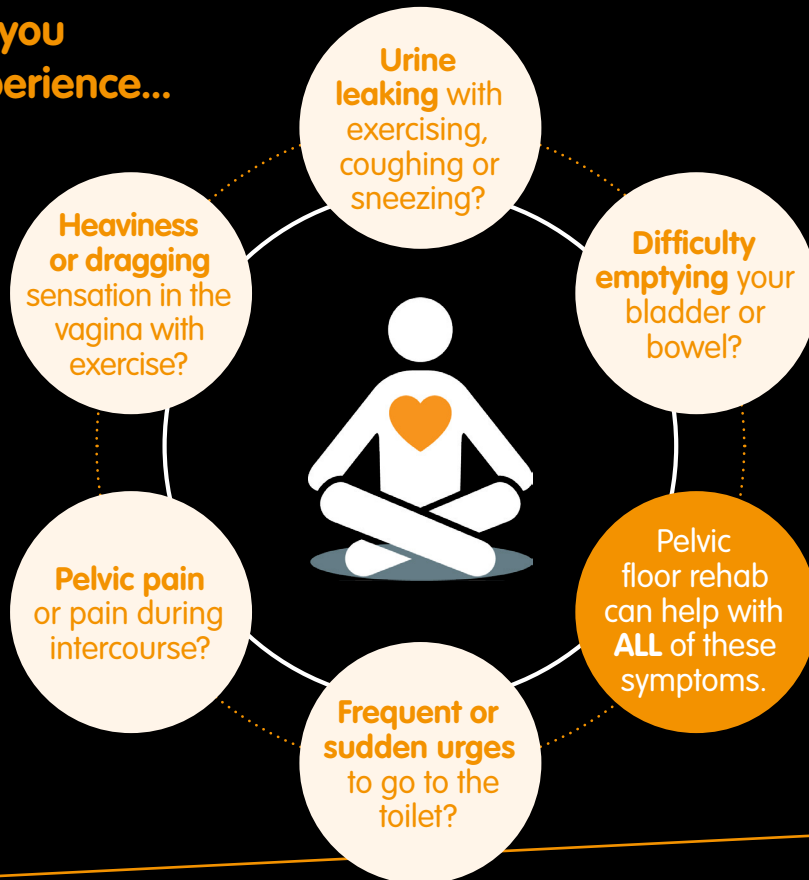 you
perience...
Urine
leaking with
exercising,
coughing or
sneezing?
Difficulty
emptying your
bladder or
bowel?
Pelvic
floor rehab
can help with
ALL of these
symptoms.
Frequent or
sudden urges
to go to the
toilet?
Pelvic pain
or pain during
intercourse?
Heaviness
or dragging
sensation in the
vagina with
exercise?